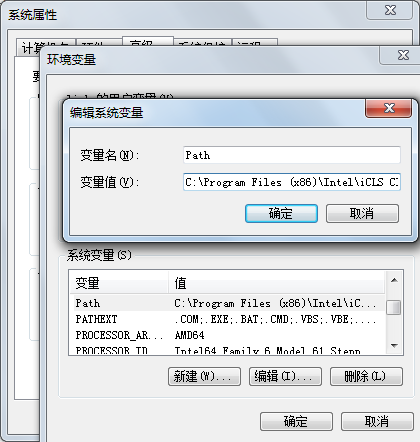 系统属性
计算机名 硬件 高级 系统保护 远程
环境变量
的用户变量(U)
编辑系统变量
变量名(N): Path
变量值(V): C:\Program Files (x86)\Intel\iCLS Cl
确定 取消
系统变量(S)
变量 值
Path C:\Program Files (x86)\Intel\iC...
PATHEXT .COM;.EXE;.BAT;.CMD;.VBS;.VBE;....
PROCESSOR_AR... AMD64
PROCESSOR_ID Intel64 Family 6 Model 61 Stepp
新建(W)... 编辑(I)... 删除(L)
确定 取消